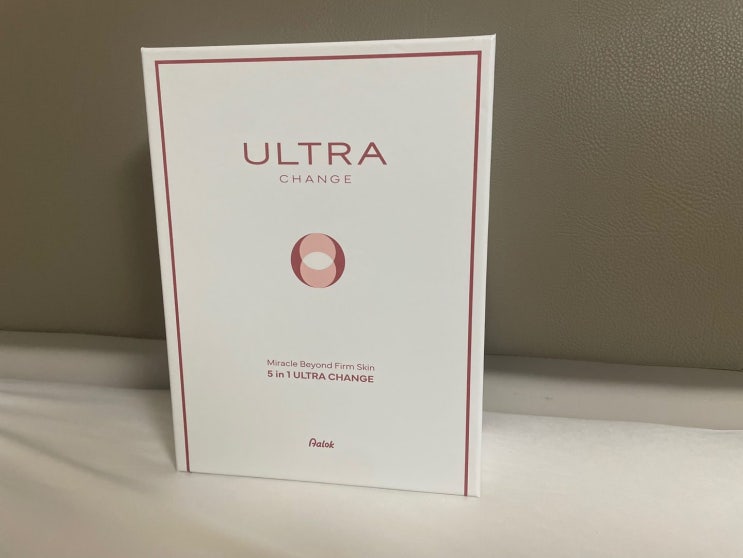 ULTRA
CHANGE
Miracle Beyond Firm Skin
5 in 1 ULTRA CHANGE
Aalok